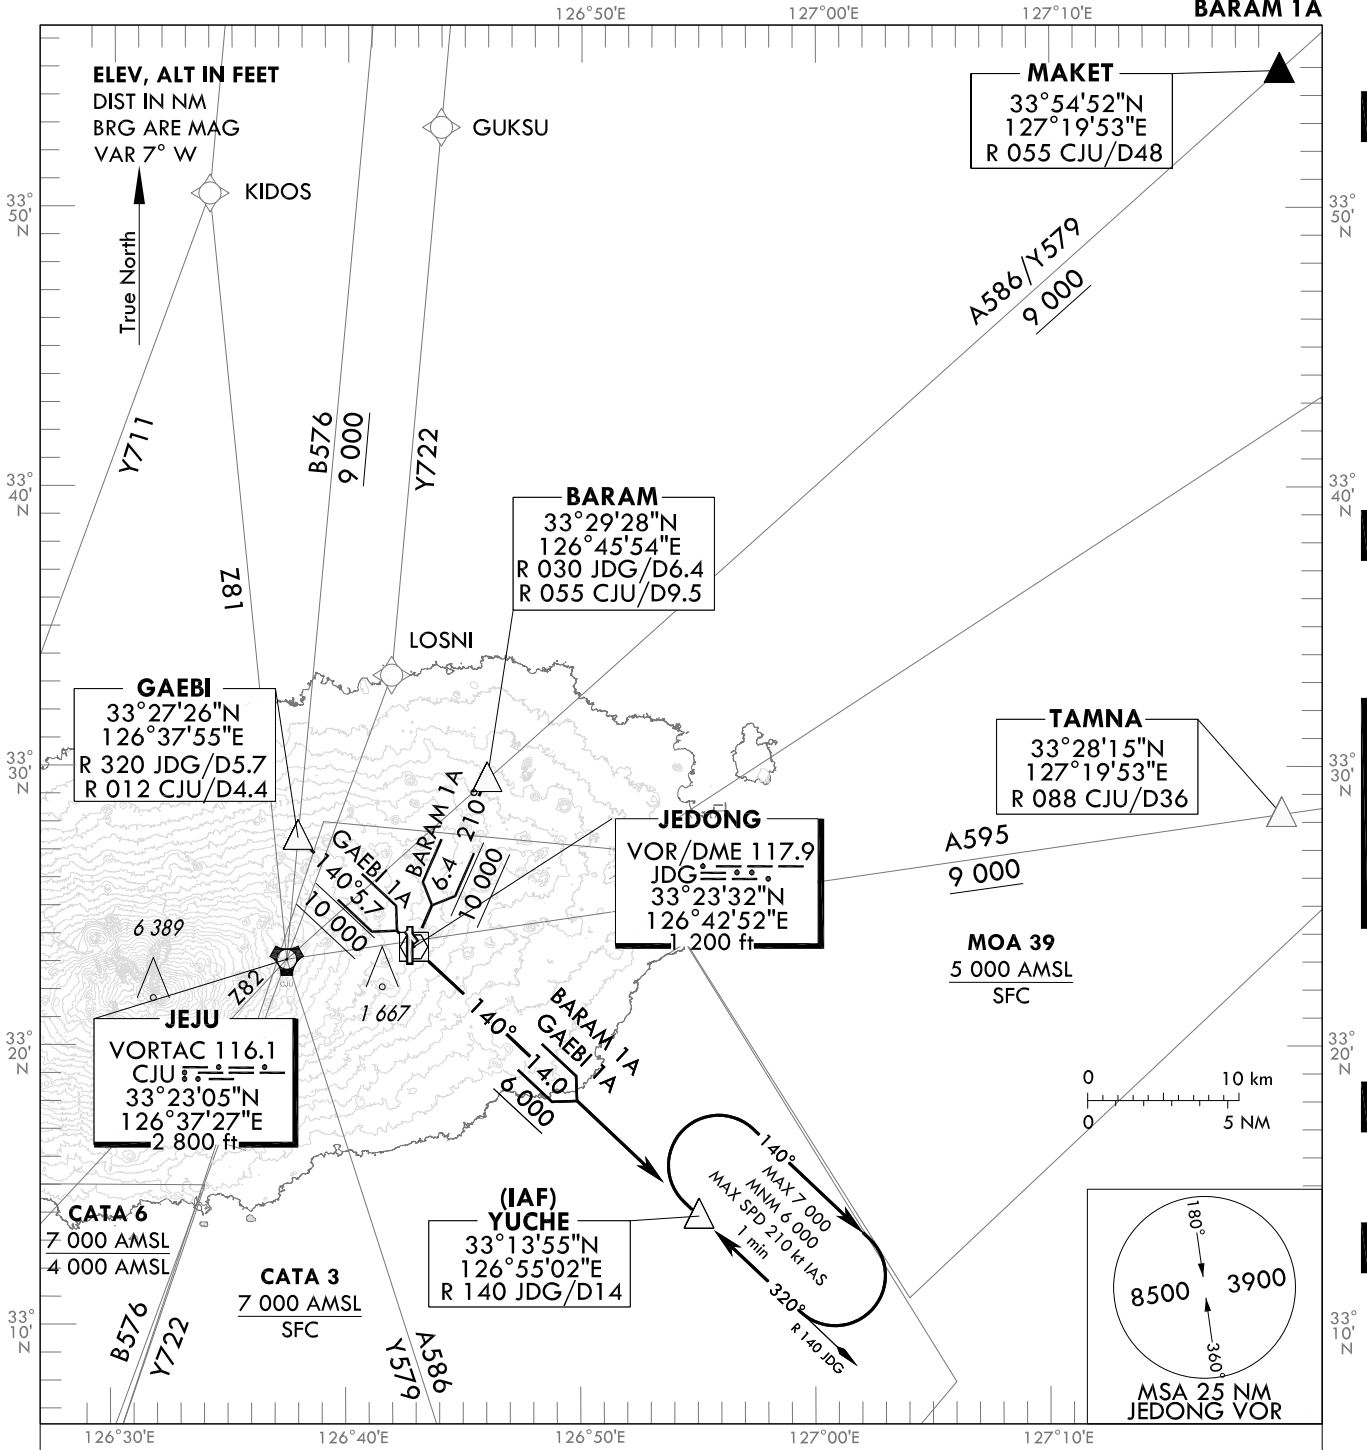 126°50'E
127°00'E
127°10'E
BARAM 1A
ELEV, ALT IN FEET
DIST IN NM
BRG ARE MAG
VAR 7° W
True North
MAKET
33°54'52"N
127°19'53"E
R 055 CJU/D48
GUKSU
KIDOS
33°
50'
N
33°
50'
N
A586/Y579
9 000
Y711
B576
9 000
Y722
33°
40'
N
33°
40'
N
BARAM
33°29'28"N
126°45'54"E
R 030 JDG/D6.4
R 055 CJU/D9.5
Z81
LOSNI
GAEBI
33°27'26"N
126°37'55"E
R 320 JDG/D5.7
R 012 CJU/D4.4
TAMNA
33°28'15"N
127°19'53"E
R 088 CJU/D36
33°
30'
N
33°
30'
N
BARAM 1A
6.4 210°
10 000
GAEBI 1A
140°5.7
10 000
JEDONG
VOR/DME 117.9
JDG
33°23'32"N
126°42'52"E
1 200 ft
A595
9 000
6 389
MOA 39
5 000 AMSL
SFC
Z82
1 667
JEJU
VORTAC 116.1
CJU
33°23'05"N
126°37'27"E
2 800 ft
33°
20'
N
33°
20'
N
BARAM 1A
GAEBI 1A
140°
14.0
6 000
0 10 km
0 5 NM
140°
MAX 7 000
MNM 6 000
MAX SPD 210 kt IAS
1 min
320°
R 140 JDG
(IAF)
YUCHE
33°13'55"N
126°55'02"E
R 140 JDG/D14
CATA 6
7 000 AMSL
4 000 AMSL
CATA 3
7 000 AMSL
SFC
180°
8500 3900
360°
MSA 25 NM
JEDONG VOR
33°
10'
N
33°
10'
N
B576
Y722
Y579
A586
126°30'E
126°40'E
126°50'E
127°00'E
127°10'E